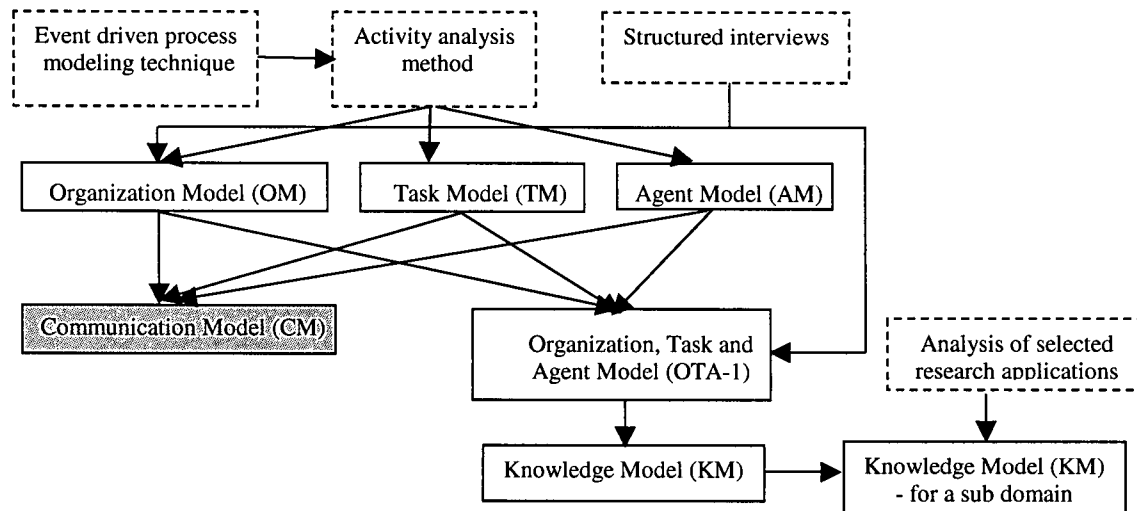 Event driven process
modeling technique
Activity analysis
method
Structured interviews
Organization Model (OM)
Task Model (TM)
Agent Model (AM)
Communication Model (CM)
Organization, Task and
Agent Model (OTA-1)
Analysis of selected
research applications
Knowledge Model (KM)
Knowledge Model (KM)
- for a sub domain